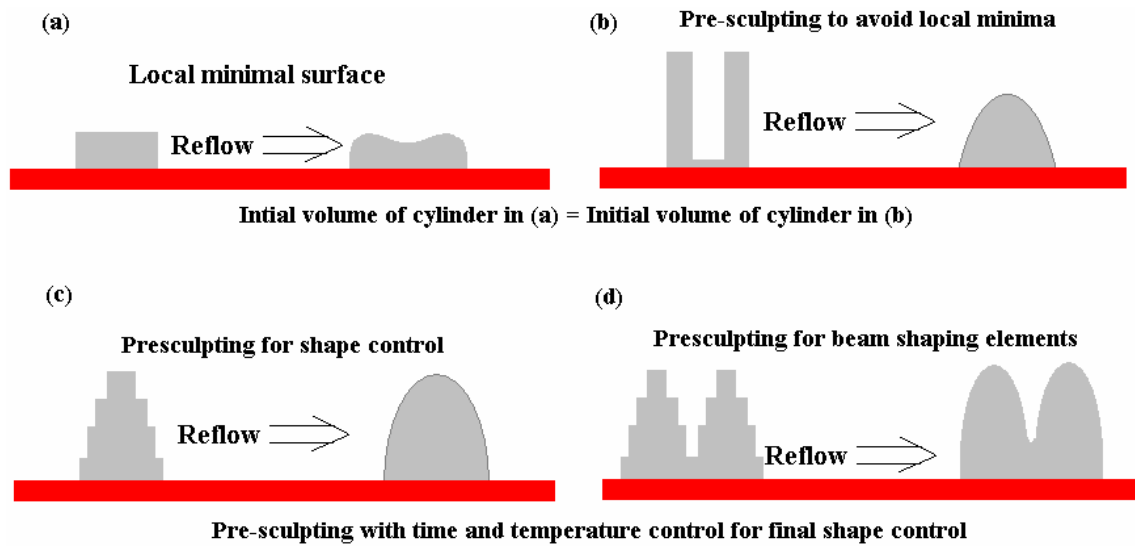 (a)
Local minimal surface
Reflow
(b)
Pre-sculpting to avoid local minima
Reflow
Intial volume of cylinder in (a) = Initial volume of cylinder in (b)
(c)
Presculpting for shape control
Reflow
(d)
Presculpting for beam shaping elements
Reflow
Pre-sculpting with time and temperature control for final shape control